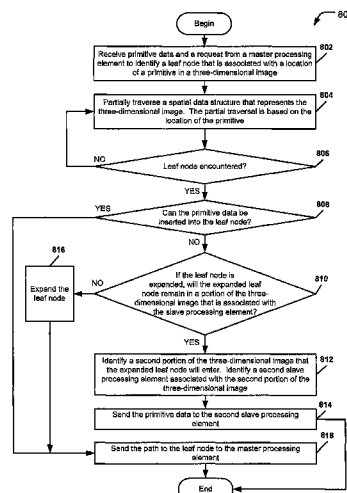 80
Begin
802
Receive primitive data and a request from a master processing
element to identify a leaf node that is associated with a location
of a primitive in a three-dimensional image
804
Partially traverse a spatial data structure that represents the
three-dimensional image. The partial traversal is based on the
location of the primitive
806
NO
Leaf node encountered?
YES
808
YES
Can the primitive data be
inserted into the leaf node?
NO
816
810
Expand the
leaf node
NO
If the leaf node is
expanded, will the expanded leaf
node remain in a portion of the three-
dimensional image that is associated with
the slave processing element?
YES
812
Identify a second portion of the three-dimensional image that
the expanded leaf node will enter. Identify a second slave
processing element associated with the second portion of the
three-dimensional image
814
Send the primitive data to the second slave processing
element
818
Send the path to the leaf node to the master processing
element
End